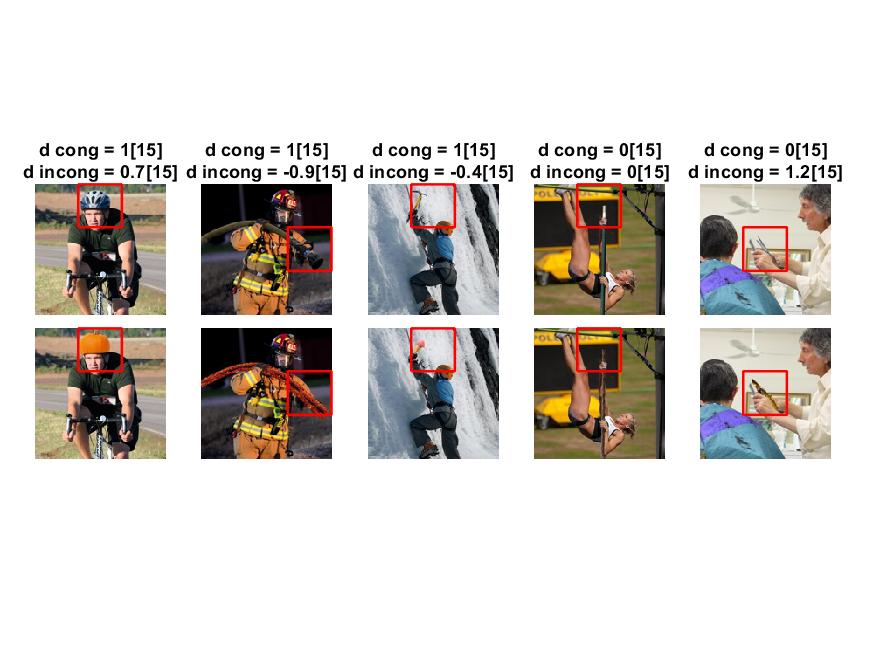 d cong = 1[15]
d incong = 0.7[15]
d cong = 1[15]
d incong = -0.9[15]
d cong = 1[15]
d incong = -0.4[15]
d cong = 0[15]
d incong = 0[15]
d cong = 0[15]
d incong = 1.2[15]